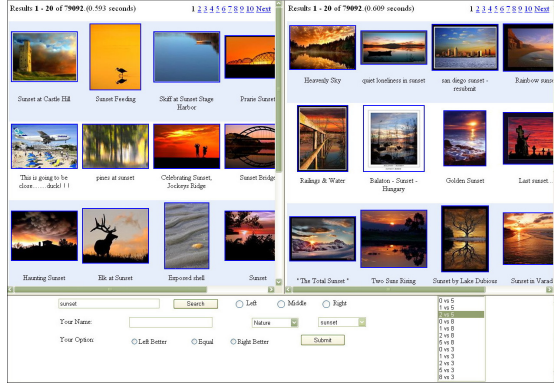 Results 1 - 20 of 79092.(0.593 seconds) 1 2 3 4 5 6 7 8 9 10 Next
Sunset at Castle Hill
Sunset Feeding
Skiff at Sunset Stage
Harbor
Prarie Sunset
This is going to be
close.......duck! ! !
pines at sunset
Celebrating Sunset,
Jockeys Ridge
Sunset Bridge
Haunting Sunset
Elk at Sunset
Exposed shell
Sunset
Results 1 - 20 of 79092.(0.609 seconds) 1 2 3 4 5 6 7 8 9 10 Next
Heavenly Sky
quiet loneliness in sunset
san diego sunset -
resubmit
Rainbow suns
Railings & Water
Balaton - Sunset -
Hungary
Golden Sunset
Last sunset...
"The Total Sunset "
Two Suns Rising
Sunset by Lake Dubious
Sunset in Varad
sunset Search Left Middle Right
Your Name: Nature sunset
Your Option: Left Better Equal Right Better Submit
0 vs 5
1 vs 5
2 vs 5
6 vs 5
0 vs 8
1 vs 8
2 vs 8
6 vs 8
0 vs 3
1 vs 3
2 vs 3
6 vs 3
8 vs 3